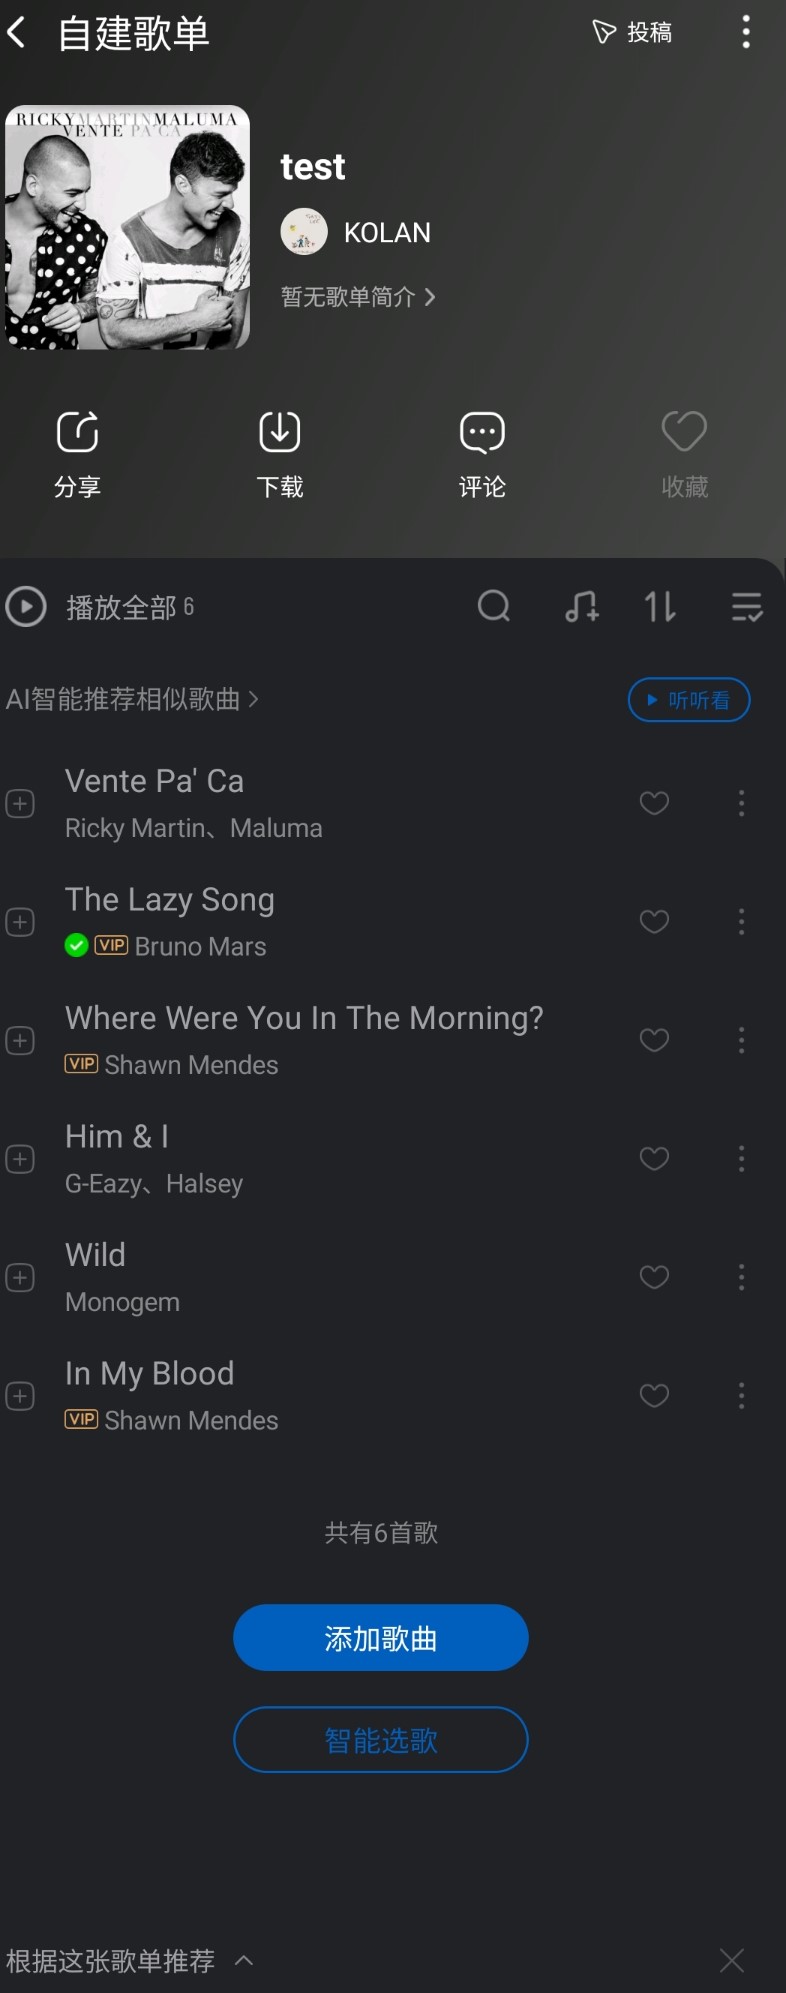 自建歌单
投稿
RICKYMARTINMALUMA
VENTE PA'CA
test
KOLAN
暂无歌单简介
分享
下载
评论
收藏
播放全部 6
AI智能推荐相似歌曲
听听看
Vente Pa' Ca
Ricky Martin、Maluma
The Lazy Song
VIP Bruno Mars
Where Were You In The Morning?
VIP Shawn Mendes
Him & I
G-Eazy、Halsey
Wild
Monogem
In My Blood
VIP Shawn Mendes
共有6首歌
添加歌曲
智能选歌
根据这张歌单推荐